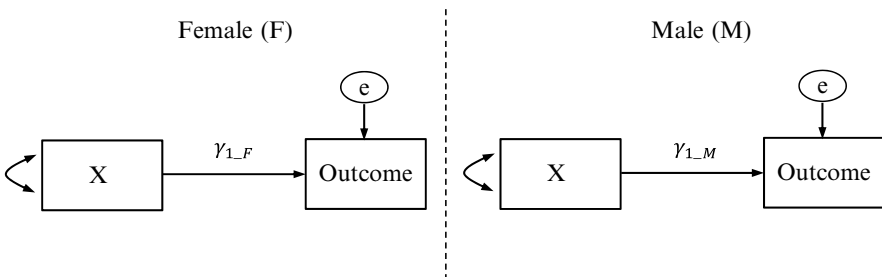 Female (F)
Male (M)
e
e
γ1_F
γ1_M
X
Outcome
X
Outcome